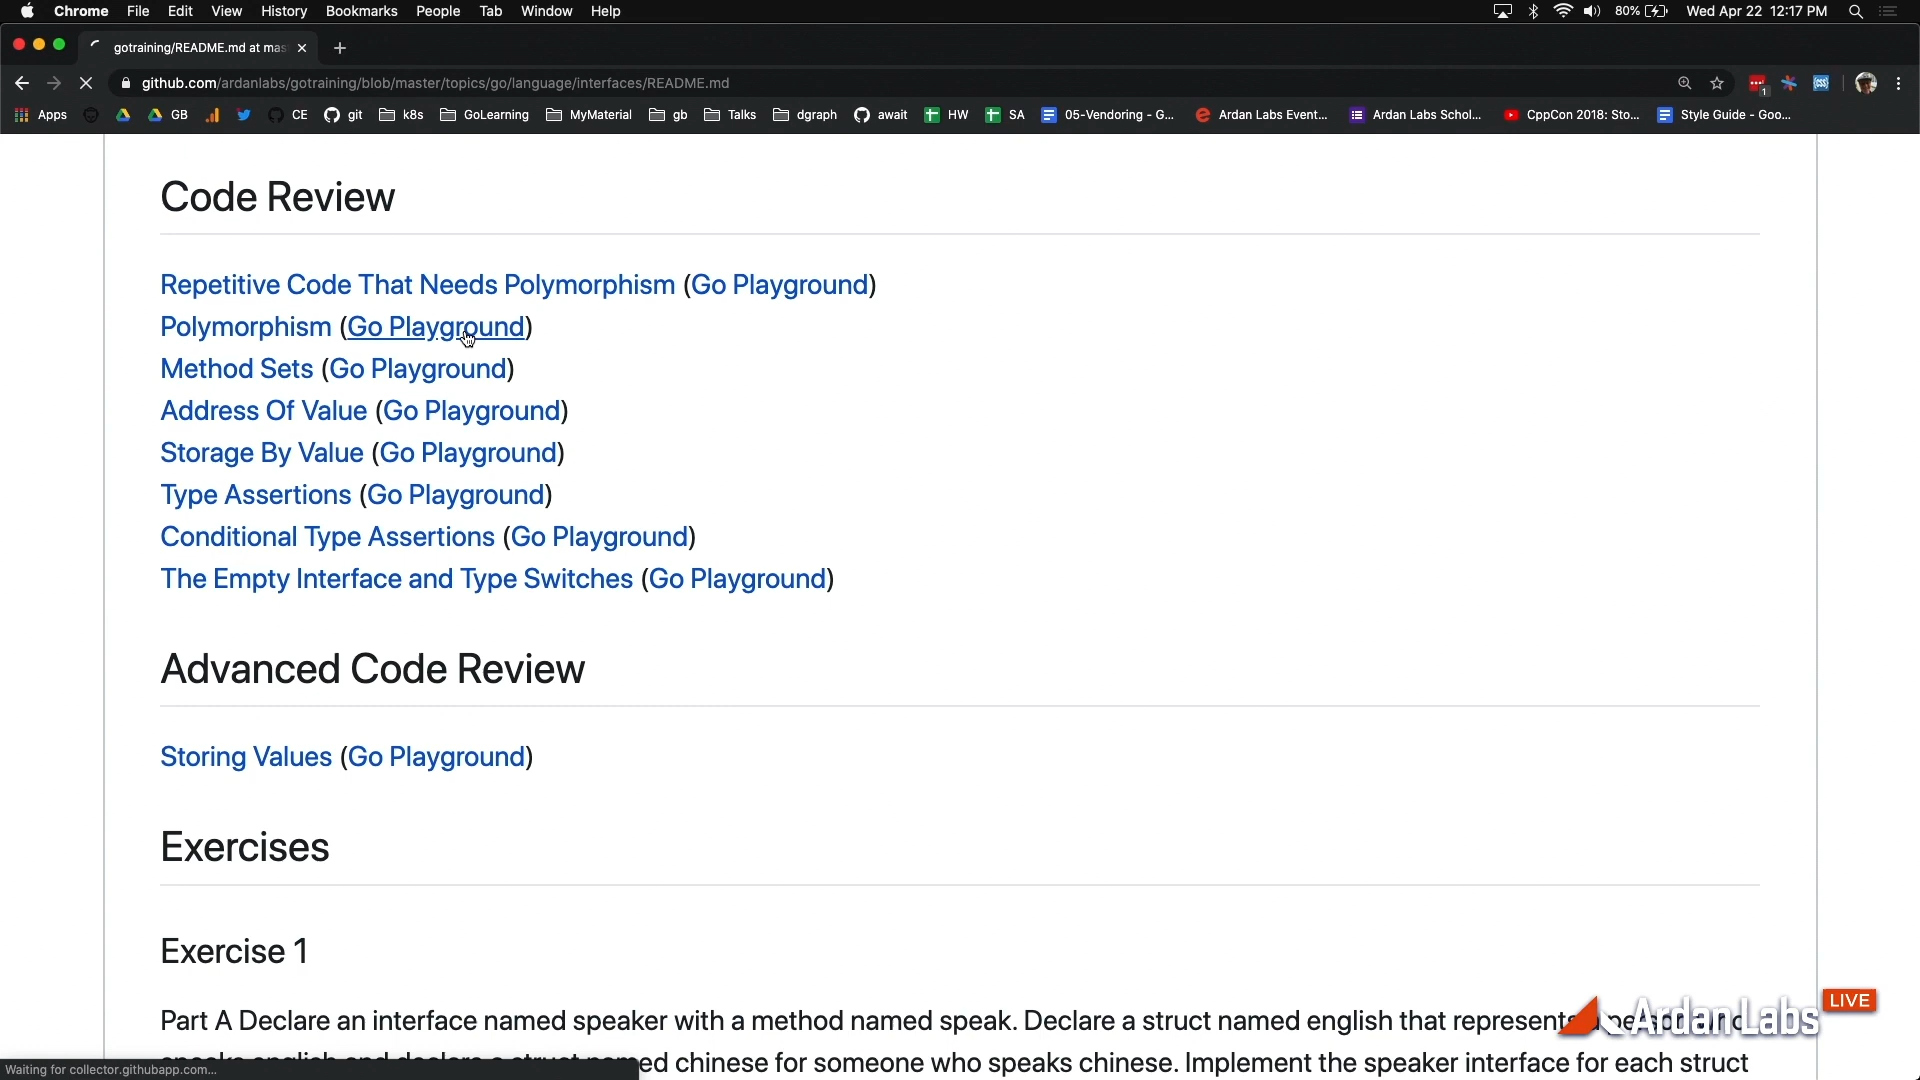 Chrome File Edit View History Bookmarks People Tab Window Help 80% Wed Apr 22 12:17 PM
gotraining/README.md at mas
github.com/ardanlabs/gotraining/blob/master/topics/go/language/interfaces/README.md 1
Apps GB CE git k8s GoLearning MyMaterial gb Talks dgraph await HW SA 05-Vendoring - G... Ardan Labs Event... Ardan Labs Schol... CppCon 2018: Sto... Style Guide - Goo...
Code Review
Repetitive Code That Needs Polymorphism (Go Playground)
Polymorphism (Go Playground)
Method Sets (Go Playground)
Address Of Value (Go Playground)
Storage By Value (Go Playground)
Type Assertions (Go Playground)
Conditional Type Assertions (Go Playground)
The Empty Interface and Type Switches (Go Playground)
Advanced Code Review
Storing Values (Go Playground)
Exercises
Exercise 1
Part A Declare an interface named speaker with a method named speak. Declare a struct named english that represents a
ArdanLabs LIVE
chinese for someone who speaks chinese. Implement the speaker interface for each struct
Waiting for collector.githubapp.com...